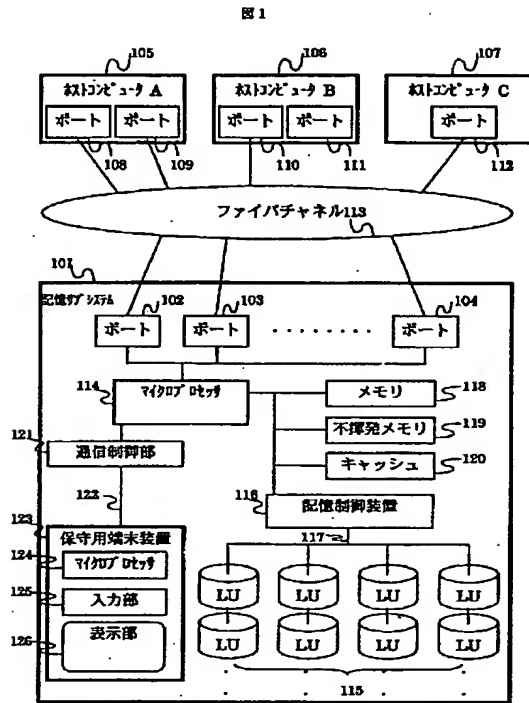 図1
105
106
107
ホストコンピュータ A
ホストコンピュータ B
ホストコンピュータ C
ポート
ポート
ポート
ポート
ポート
108
109
110
111
112
ファイバチャネル113
101
記憶サブシステム
102
103
104
ポート
ポート
ポート
114
マイクロプロセッサ
メモリ
118
不揮発メモリ
119
121
通信制御部
キャッシュ
120
122
116
記憶制御装置
123
保守用端末装置
117
124
マイクロプロセッサ
LU
LU
LU
LU
125
入力部
126
表示部
LU
LU
LU
LU
115